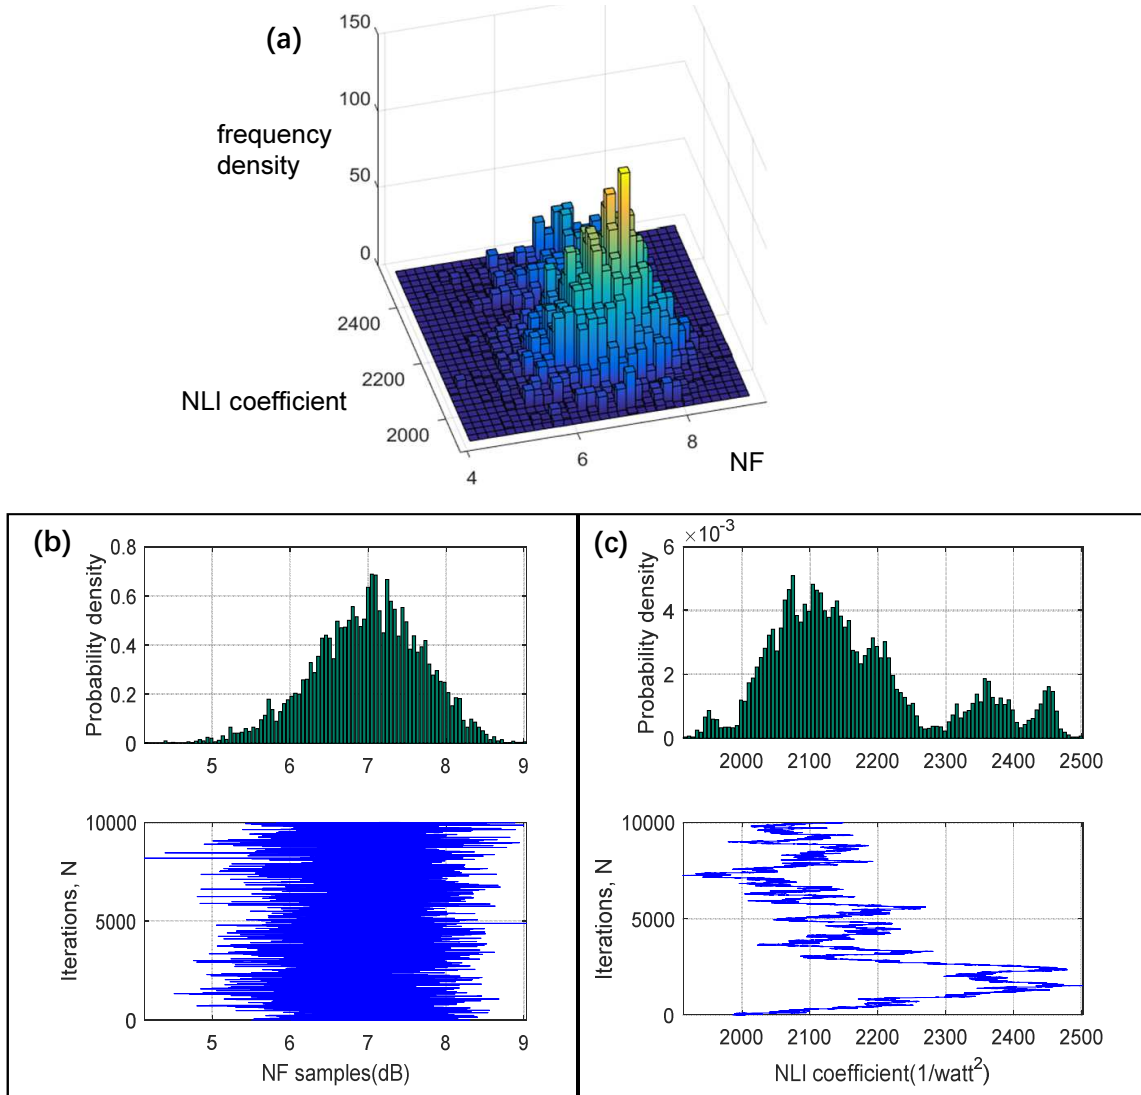 (a)
150
100
50
0
frequency
density
2400
2200
2000
NLI coefficient
4
6
8
NF
(b)
0.8
0.6
0.4
0.2
0
Probability density
5 6 7 8 9
10000
5000
0
Iterions, N
5 6 7 8 9
NF samples(dB)
(c)
×10-3
6
4
2
0
Probability density
2000 2100 2200 2300 2400 2500
10000
5000
0
Iterations, N
2000 2100 2200 2300 2400 2500
NLI coefficient(1/watt2)